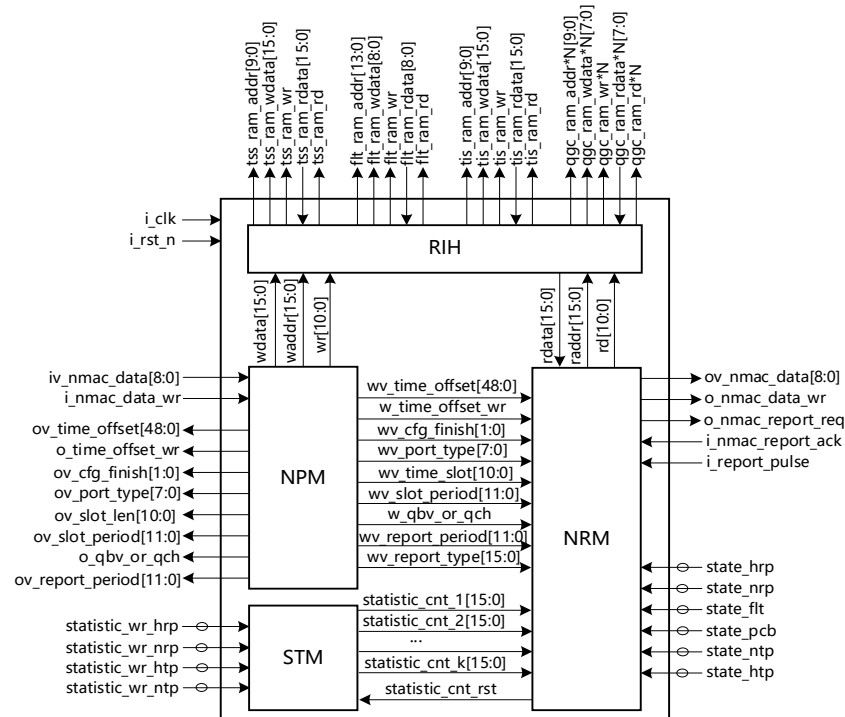 tss_ram_addr[9:0]
tss_ram_wdata[15:0]
tss_ram_wr
tss_ram_rdata[15:0]
tss_ram_rd
flt_ram_addr[13:0]
flt_ram_wdata[8:0]
flt_ram_wr
flt_ram_rdata[8:0]
flt_ram_rd
tis_ram_addr[9:0]
tis_ram_wdata[15:0]
tis_ram_wr
tis_ram_rdata[15:0]
tis_ram_rd
qgc_ram_addr*N[9:0]
qgc_ram_wdata*N[7:0]
qgc_ram_wr*N
qgc_ram_rdata*N[7:0]
qgc_ram_rd*N
i_clk
i_rst_n
RIH
wdata[15:0]
waddr[15:0]
wr[10:0]
rdata[15:0]
raddr[15:0]
rd[10:0]
iv_nmac_data[8:0]
i_nmac_data_wr
ov_time_offset[48:0]
o_time_offset_wr
ov_cfg_finish[1:0]
ov_port_type[7:0]
ov_slot_len[10:0]
ov_slot_period[11:0]
o_qbv_or_qch
ov_report_period[11:0]
NPM
wv_time_offset[48:0]
w_time_offset_wr
wv_cfg_finish[1:0]
wv_port_type[7:0]
wv_time_slot[10:0]
wv_slot_period[11:0]
w_qbv_or_qch
wv_report_period[11:0]
wv_report_type[15:0]
NRM
ov_nmac_data[8:0]
o_nmac_data_wr
o_nmac_report_req
i_nmac_report_ack
i_report_pulse
state_hrp
state_nrp
state_flt
state_pcb
state_ntp
state_htp
statistic_wr_hrp
statistic_wr_nrp
statistic_wr_htp
statistic_wr_ntp
STM
statistic_cnt_1[15:0]
statistic_cnt_2[15:0]
...
statistic_cnt_k[15:0]
statistic_cnt_rst